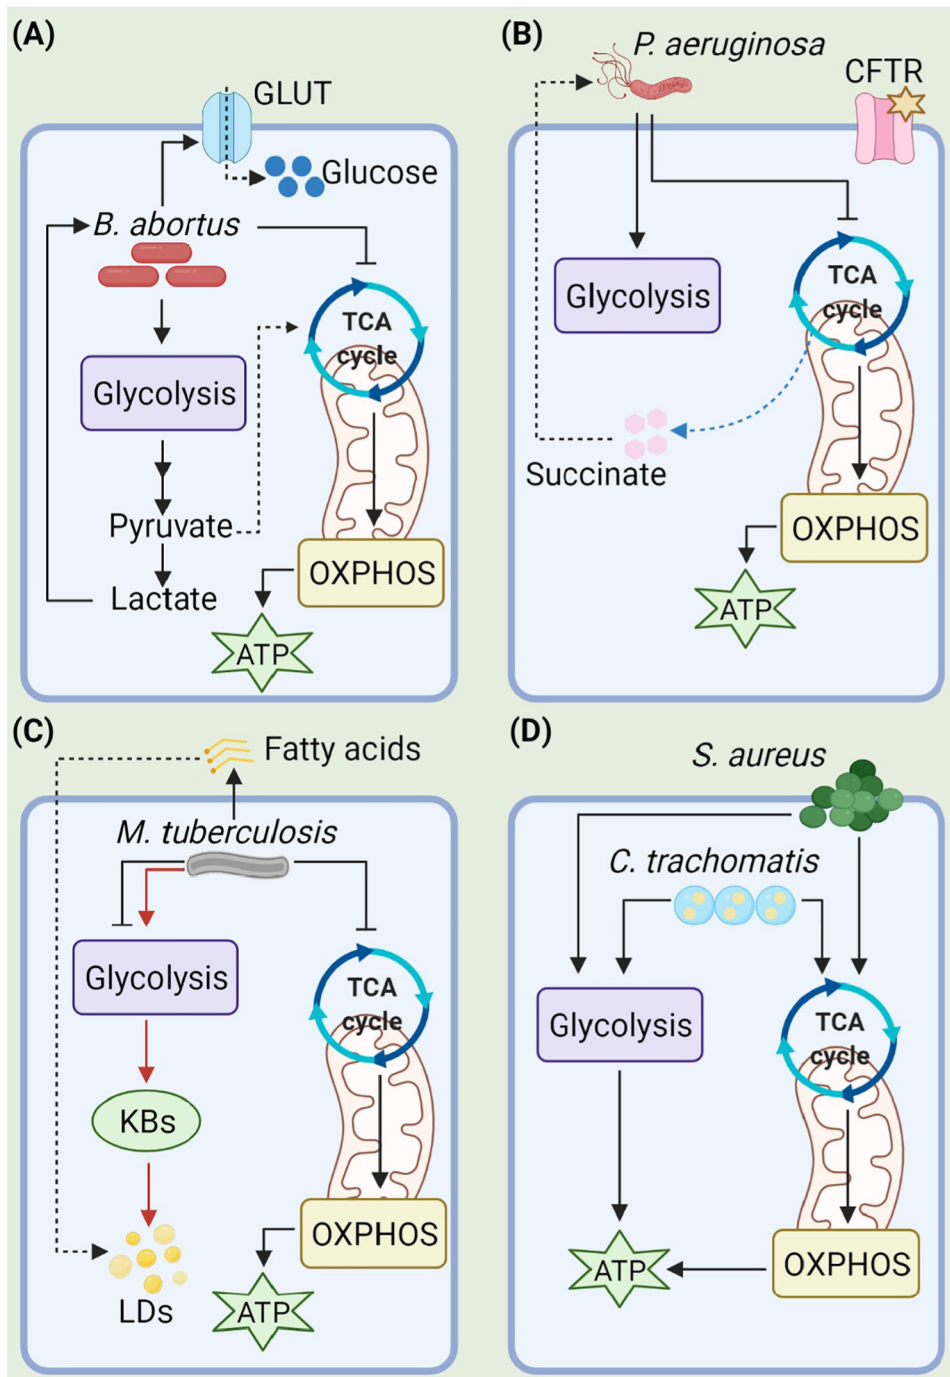 (A)
GLUT
Glucose
B. abortus
TCA
cycle
Glycolysis
Pyruvate
Lactate
OXPHOS
ATP
(B)
P. aeruginosa
CFTR
Glycolysis
TCA
cycle
Succinate
OXPHOS
ATP
(C)
Fatty acids
M. tuberculosis
Glycolysis
TCA
cycle
KBs
LDs
OXPHOS
ATP
(D)
S. aureus
C. trachomatis
Glycolysis
TCA
cycle
ATP
OXPHOS